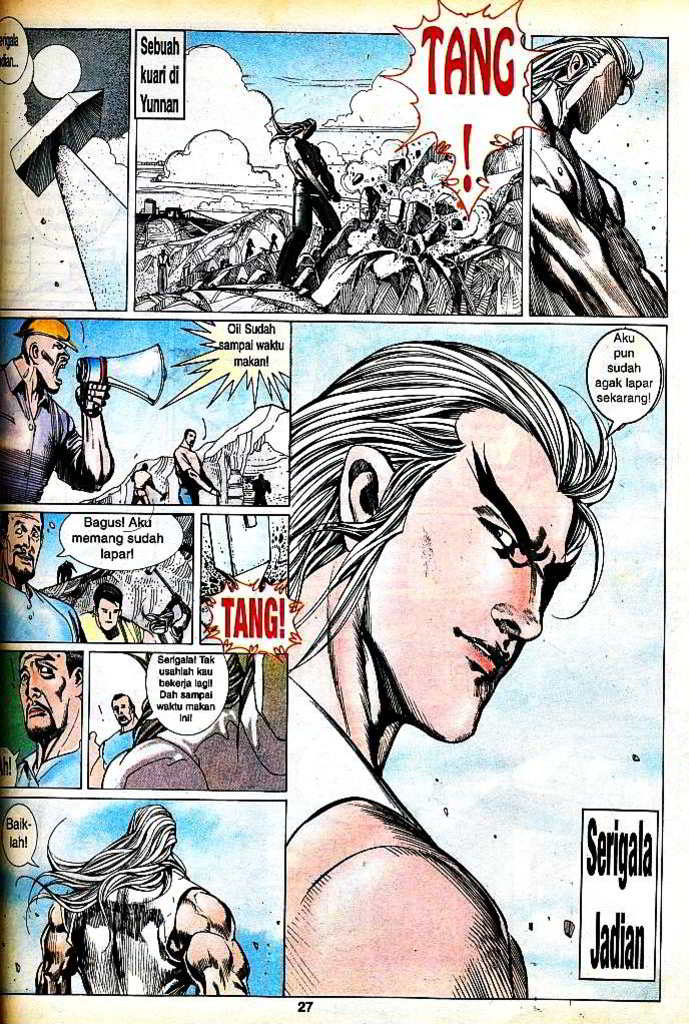 Sebuah
kuari di
Yunnan
TANG
!
Oi! Sudah
sampai waktu
makan!
Aku
pun
sudah
agak lapar
sekarang!
Bagus! Aku
memang sudah
lapar!
TANG!
Serigala! Tak
usahlah kau
bekerja lagi!
Dah sampai
waktu makan
ini!
Baik-
lah!
Serigala
Jadian
27